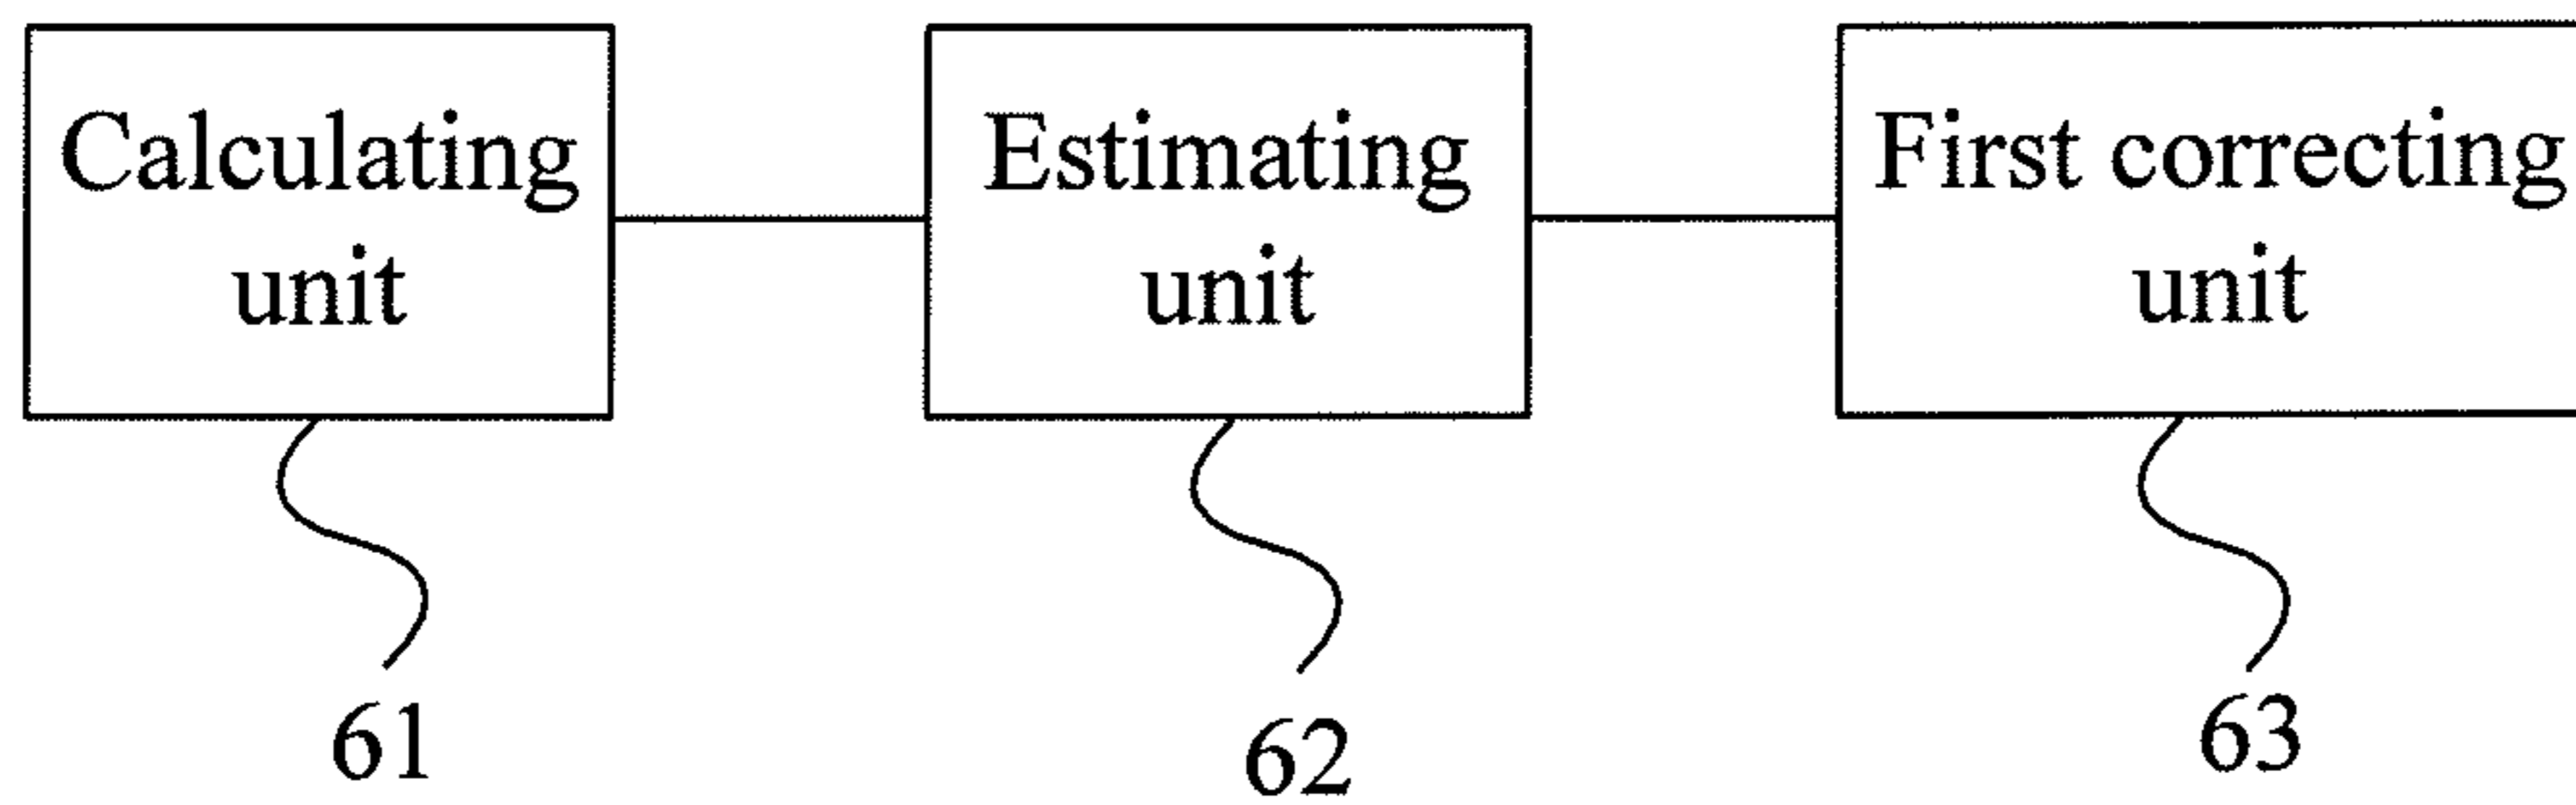 Calculating
unit
Estimating
unit
First correcting
unit
61
62
63